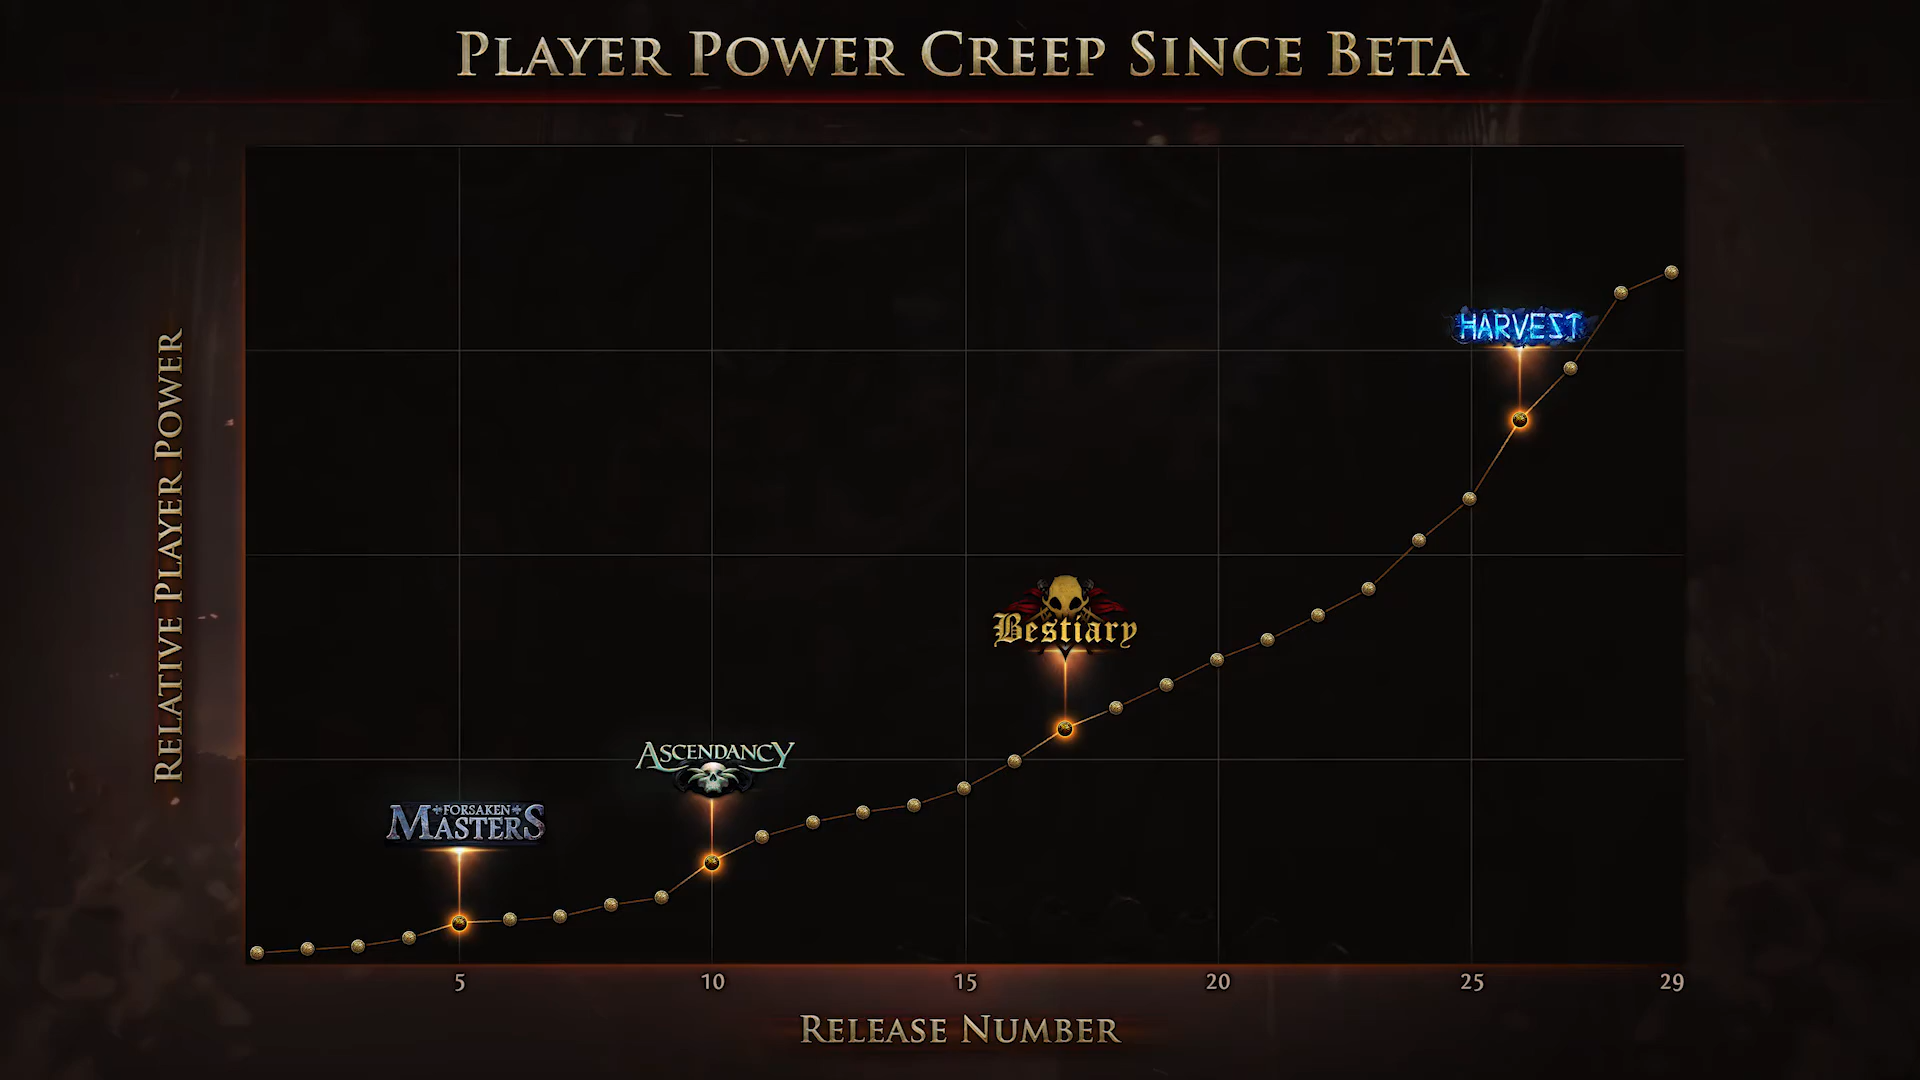 PLAYER POWER CREEP SINCE BETA
RELATIVE PLAYER POWER
HARVEST
Bestiary
ASCENDANCY
FORSAKEN
MASTERS
5 10 15 20 25 29
RELEASE NUMBER